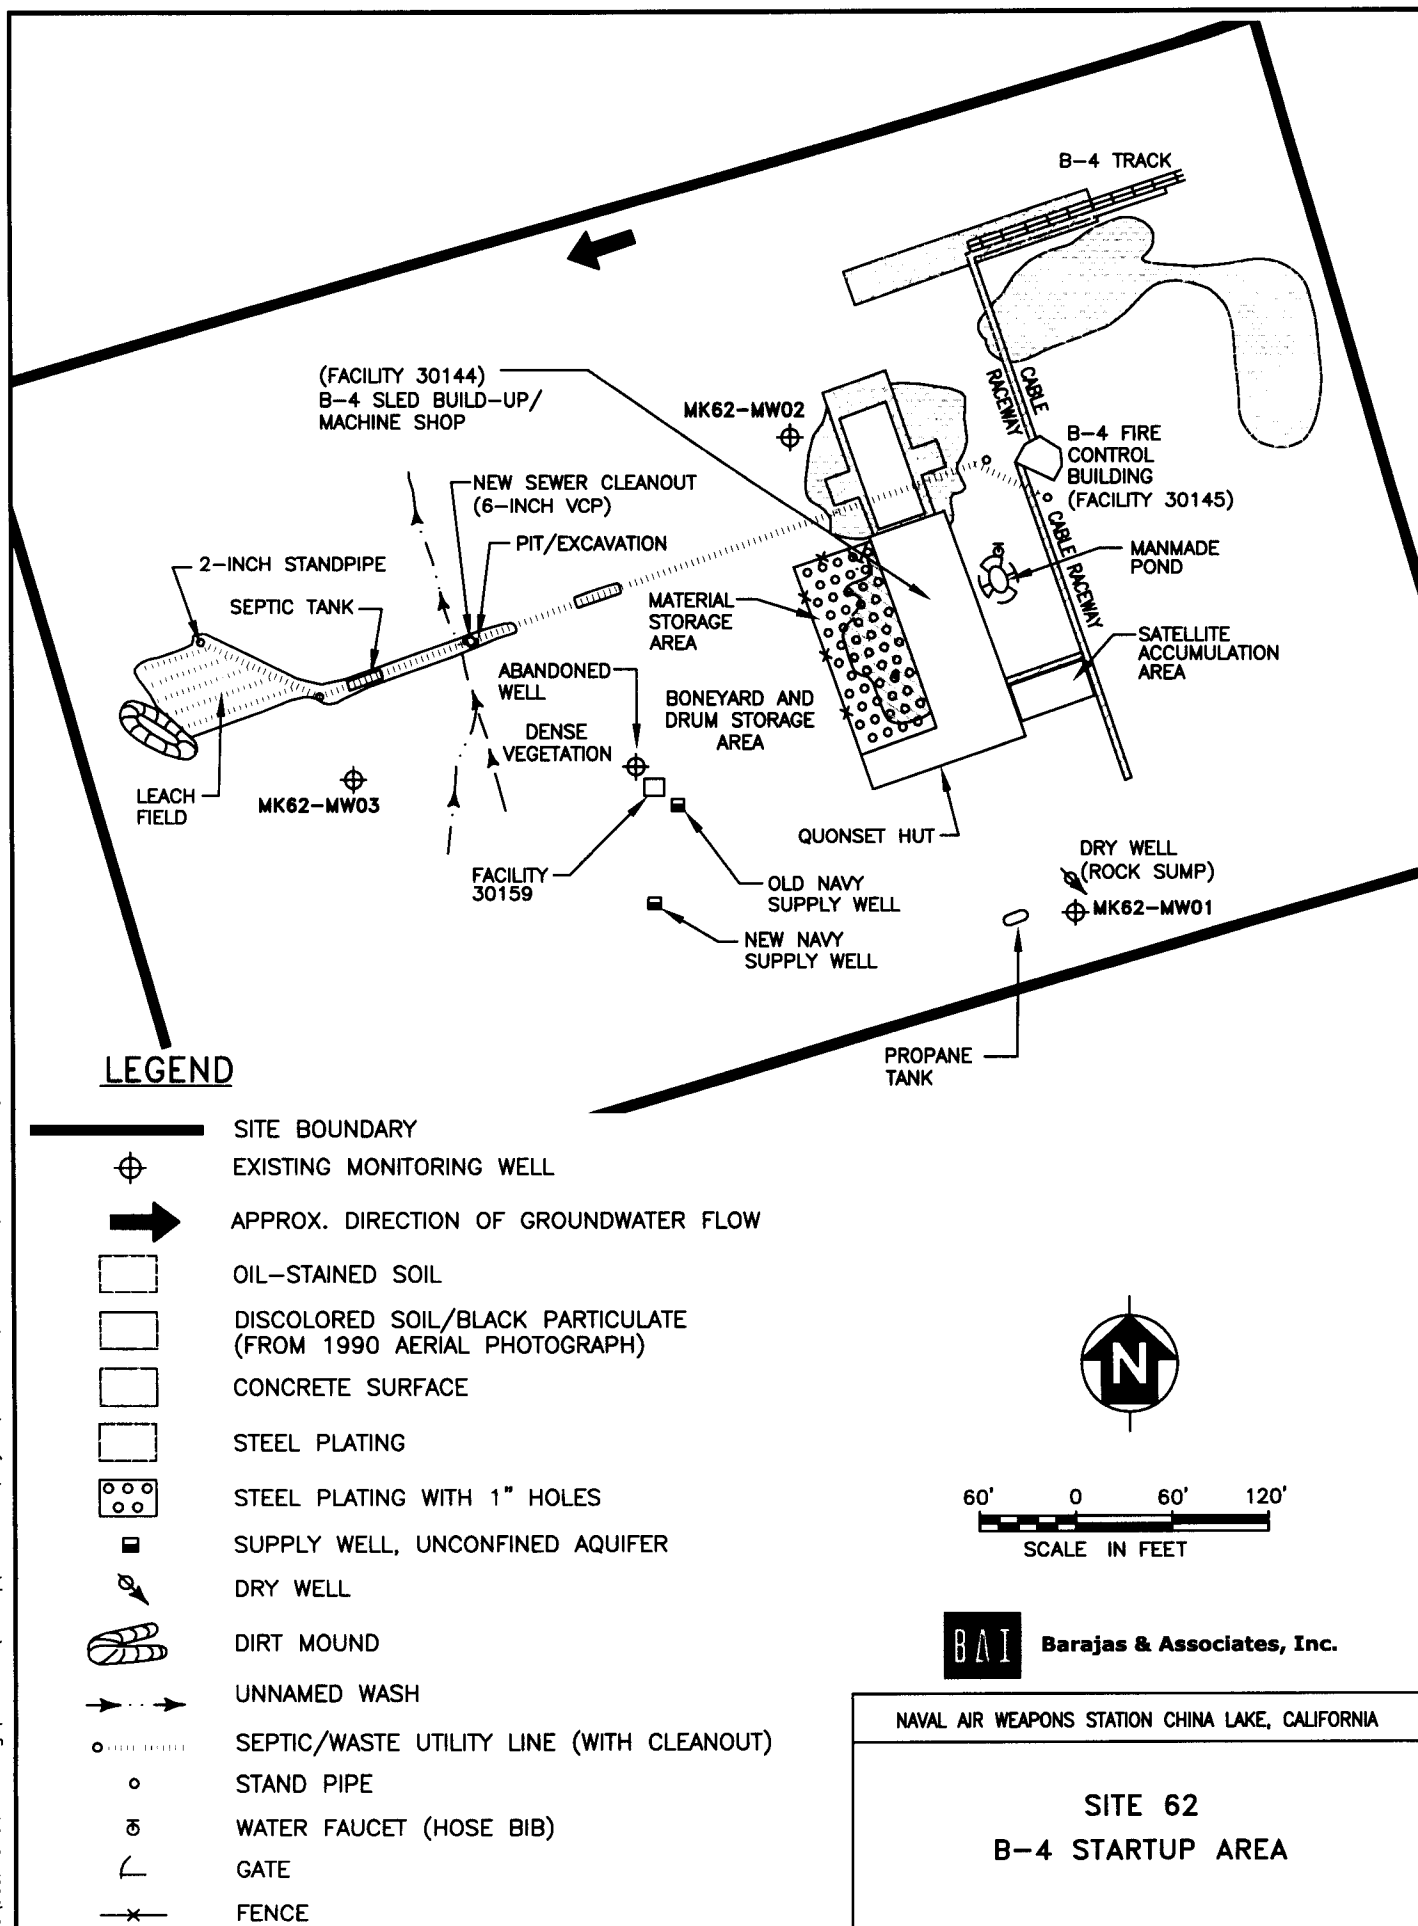 B-4 TRACK
(FACILITY 30144)
B-4 SLED BUILD-UP/
MACHINE SHOP
MK62-MW02
CABLE
RACEWAY
B-4 FIRE
CONTROL
BUILDING
(FACILITY 30145)
NEW SEWER CLEANOUT
(6-INCH VCP)
PIT/EXCAVATION
2-INCH STANDPIPE
SEPTIC TANK
CABLE RACEWAY
MANMADE
POND
MATERIAL
STORAGE
AREA
SATELLITE
ACCUMULATION
AREA
ABANDONED
WELL
BONEYARD AND
DRUM STORAGE
AREA
DENSE
VEGETATION
LEACH
FIELD
MK62-MW03
QUONSET HUT
FACILITY
30159
OLD NAVY
SUPPLY WELL
DRY WELL
(ROCK SUMP)
MK62-MW01
NEW NAVY
SUPPLY WELL
PROPANE
TANK
LEGEND
SITE BOUNDARY
EXISTING MONITORING WELL
APPROX. DIRECTION OF GROUNDWATER FLOW
OIL-STAINED SOIL
DISCOLORED SOIL/BLACK PARTICULATE
(FROM 1990 AERIAL PHOTOGRAPH)
CONCRETE SURFACE
STEEL PLATING
STEEL PLATING WITH 1" HOLES
SUPPLY WELL, UNCONFINED AQUIFER
DRY WELL
DIRT MOUND
UNNAMED WASH
SEPTIC/WASTE UTILITY LINE (WITH CLEANOUT)
STAND PIPE
WATER FAUCET (HOSE BIB)
GATE
FENCE
N
60' 0 60' 120'
SCALE IN FEET
BAI
Barajas & Associates, Inc.
NAVAL AIR WEAPONS STATION CHINA LAKE, CALIFORNIA
SITE 62
B-4 STARTUP AREA